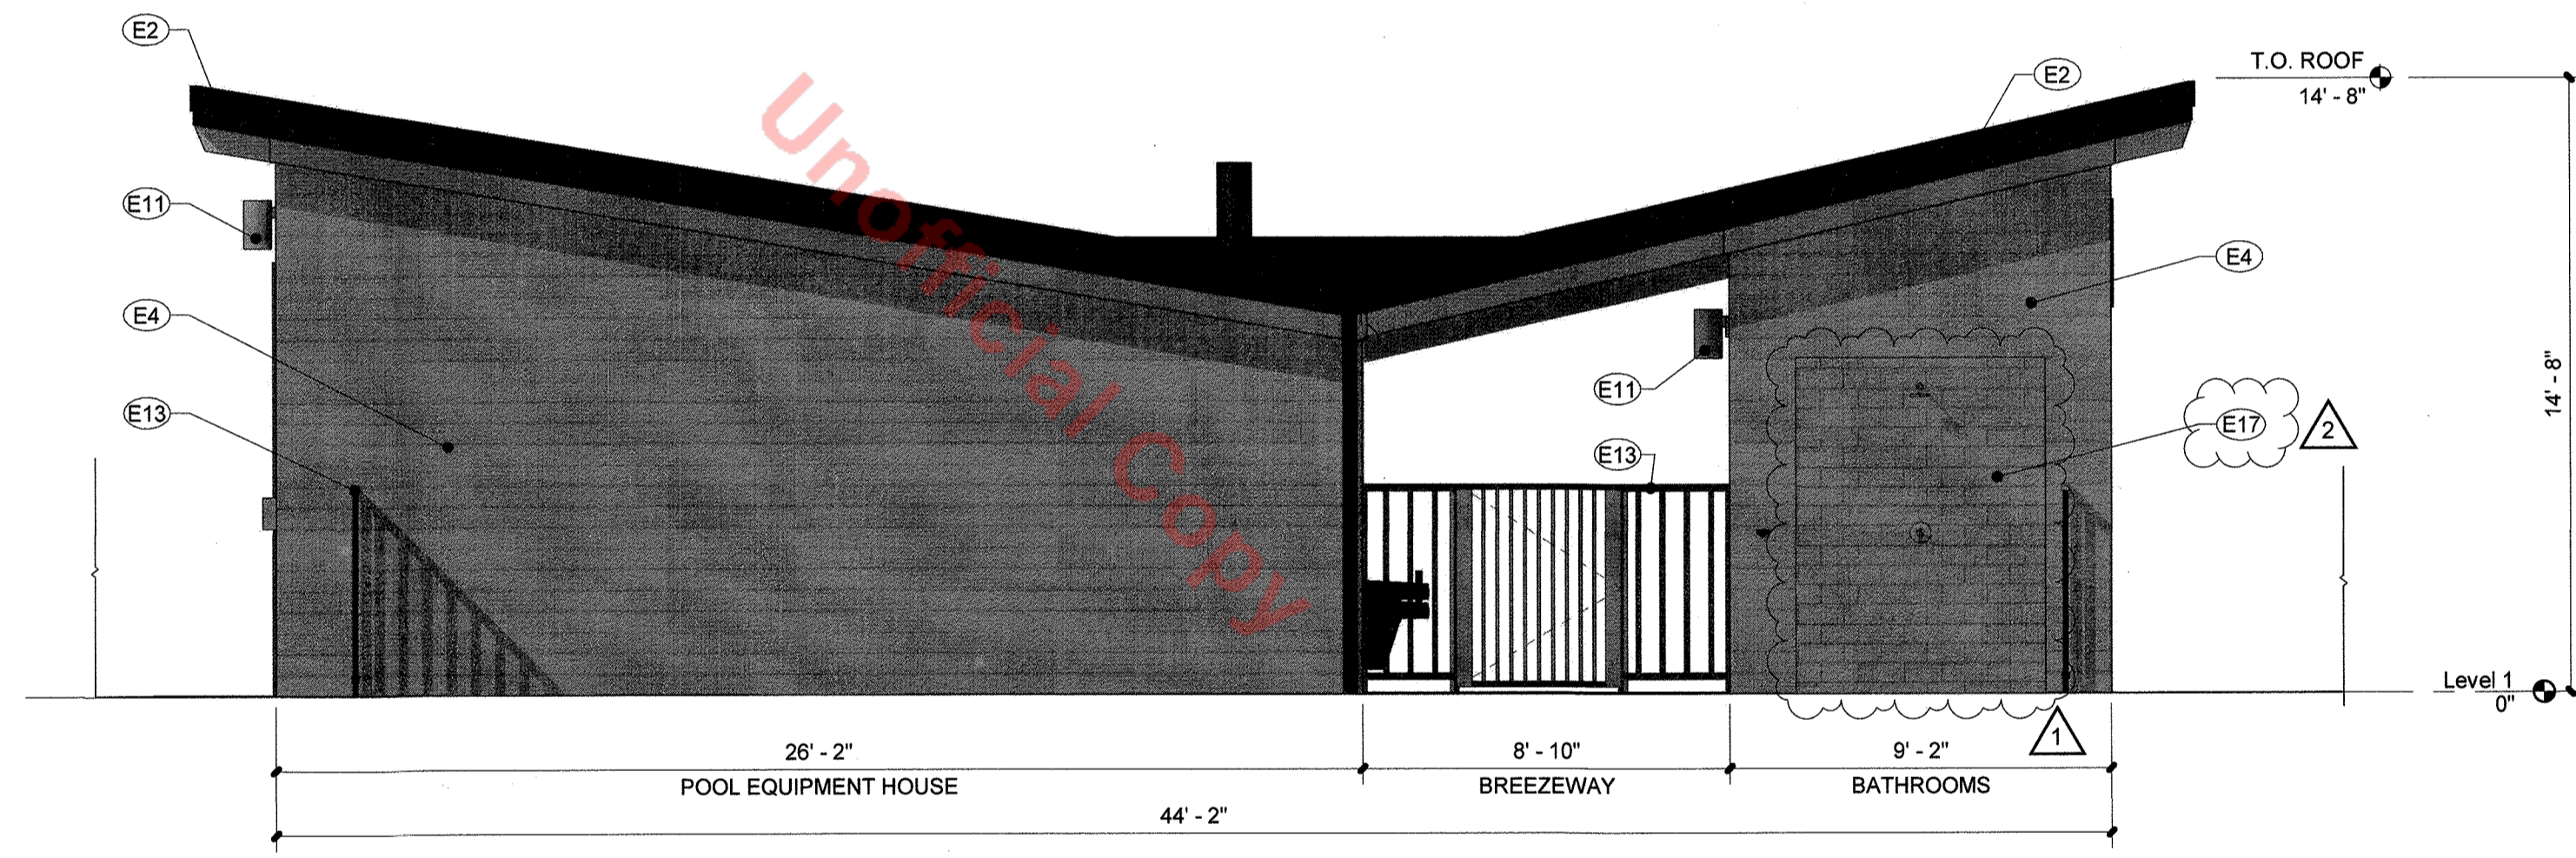 E2
E2
T.O. ROOF
14' - 8"
E11
E4
E4
E13
E11
E13
E17
2
14' - 8"
Unofficial Copy
Level 1
0"
1
26' - 2"
8' - 10"
9' - 2"
POOL EQUIPMENT HOUSE
BREEZEWAY
BATHROOMS
44' - 2"